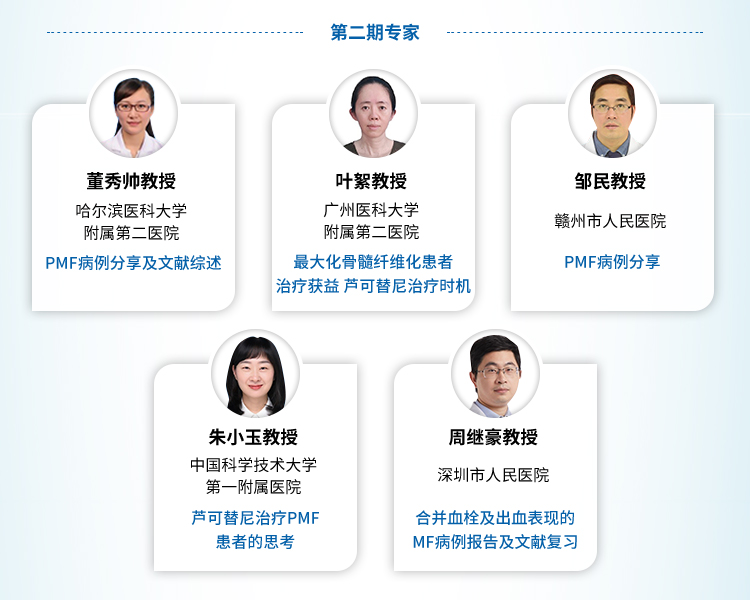 第二期专家
董秀帅教授
哈尔滨医科大学
附属第二医院
PMF病例分享及文献综述
叶絮教授
广州医科大学
附属第二医院
最大化骨髓纤维化患者
治疗获益 芦可替尼治疗时机
邹民教授
赣州市人民医院
PMF病例分享
朱小玉教授
中国科学技术大学
第一附属医院
芦可替尼治疗PMF
患者的思考
周继豪教授
深圳市人民医院
合并血栓及出血表现的
MF病例报告及文献复习